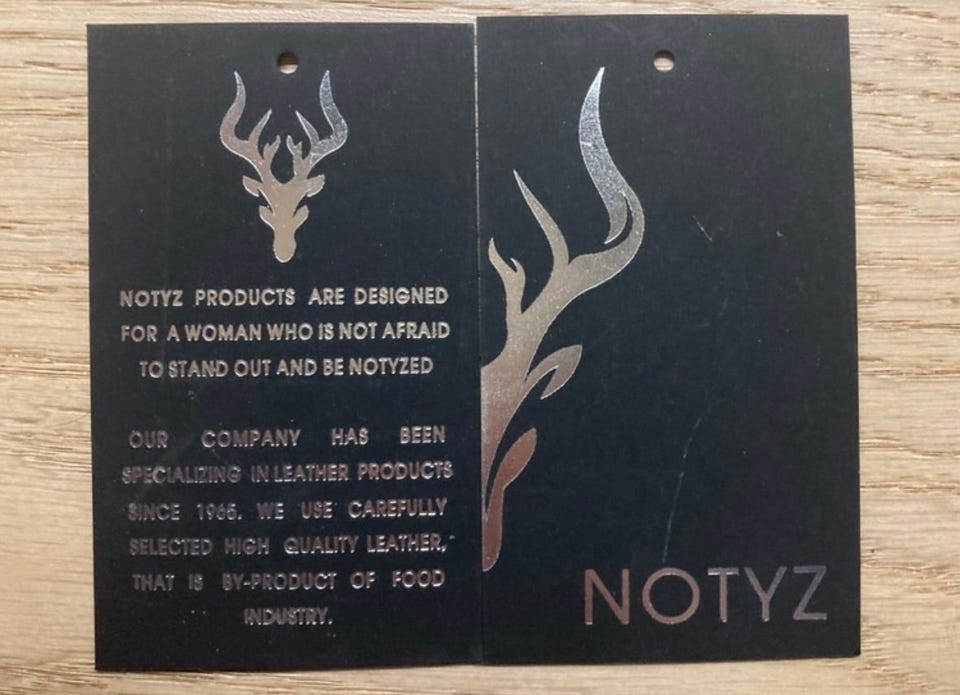 NOTYZ PRODUCTS ARE DESIGNED
FOR A WOMAN WHO IS NOT AFRAID
TO STAND OUT AND BE NOTYZED
OUR COMPANY HAS BEEN
SPECIALIZING IN LEATHER PRODUCTS
SINCE 1965. WE USE CAREFULLY
SELECTED HIGH QUALITY LEATHER,
THAT IS BY-PRODUCT OF FOOD
INDUSTRY.
NOTYZ